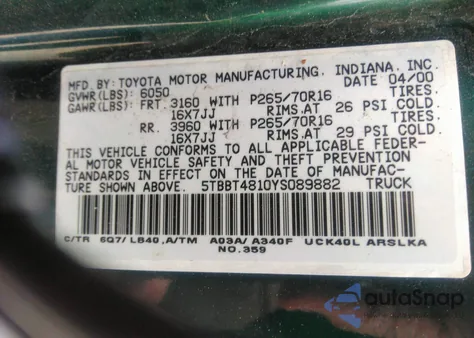 MFD. BY: TOYOTA MOTOR MANUFACTURING, INDIANA, INC.
GVWR(LBS): 6050 DATE 04/00
GAWR(LBS): FRT. 3160 WITH P265/70R16 TIRES.
16X7JJ RIMS.AT 26 PSI COLD.
RR. 3960 WITH P265/70R16 TIRES.
16X7JJ RIMS.AT 29 PSI COLD.
THIS VEHICLE CONFORMS TO ALL APPLICABLE FEDER-
AL MOTOR VEHICLE SAFETY AND THEFT PREVENTION
STANDARDS IN EFFECT ON THE DATE OF MANUFAC-
TURE SHOWN ABOVE. 5TBBT4810YS089882 TRUCK
C/TR 6Q7/LB40,A/TM A03A/A340F UCK40L ARSLKA
NO.359
autoSnap